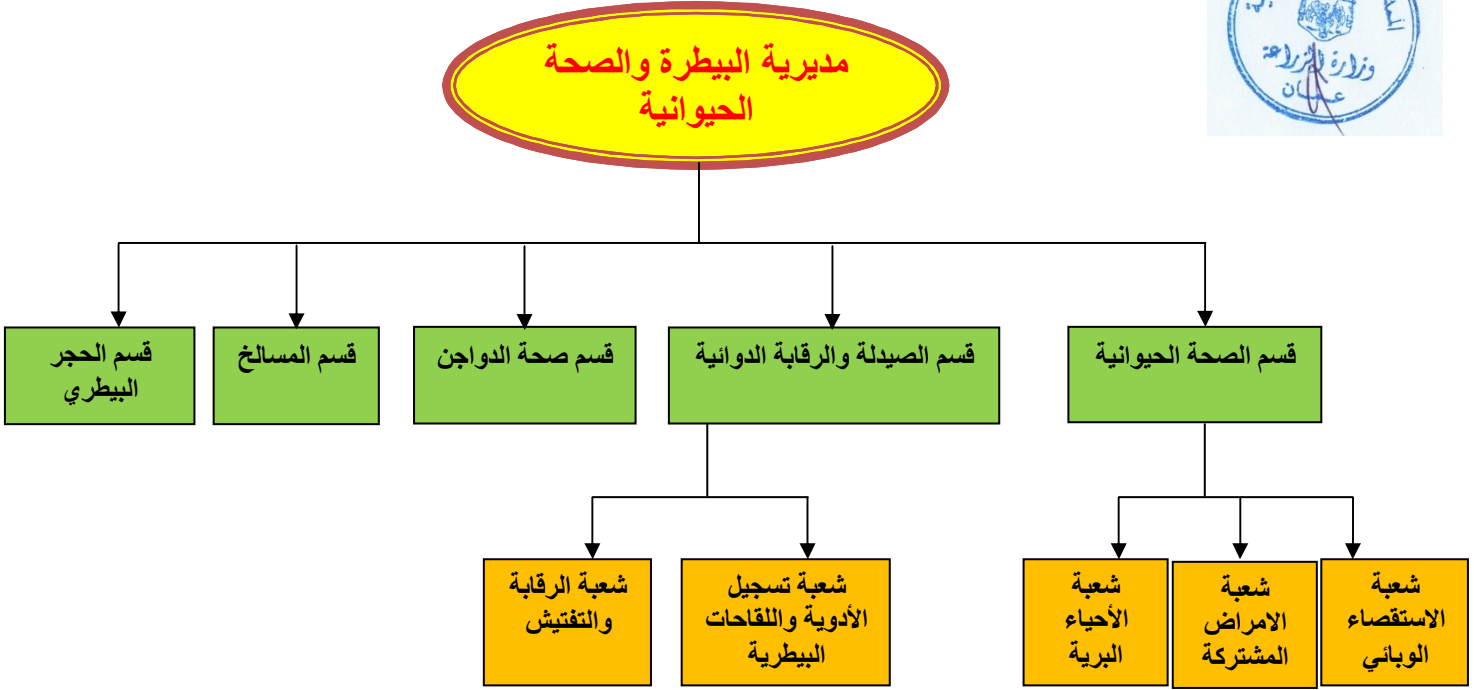 مديرية البيطرة والصحة
الحيوانية
وزارة الزراعة
عمان
قسم الصحة الحيوانية
قسم الصيدلة والرقابة الدوائية
قسم صحة الدواجن
قسم المسالخ
قسم الحجر
البيطري
شعبة
الاستقصاء
الوبائي
شعبة
الامراض
المشتركة
شعبة
الأحياء
البرية
شعبة تسجيل
الأدوية واللقاحات
البيطرية
شعبة الرقابة
والتفتيش